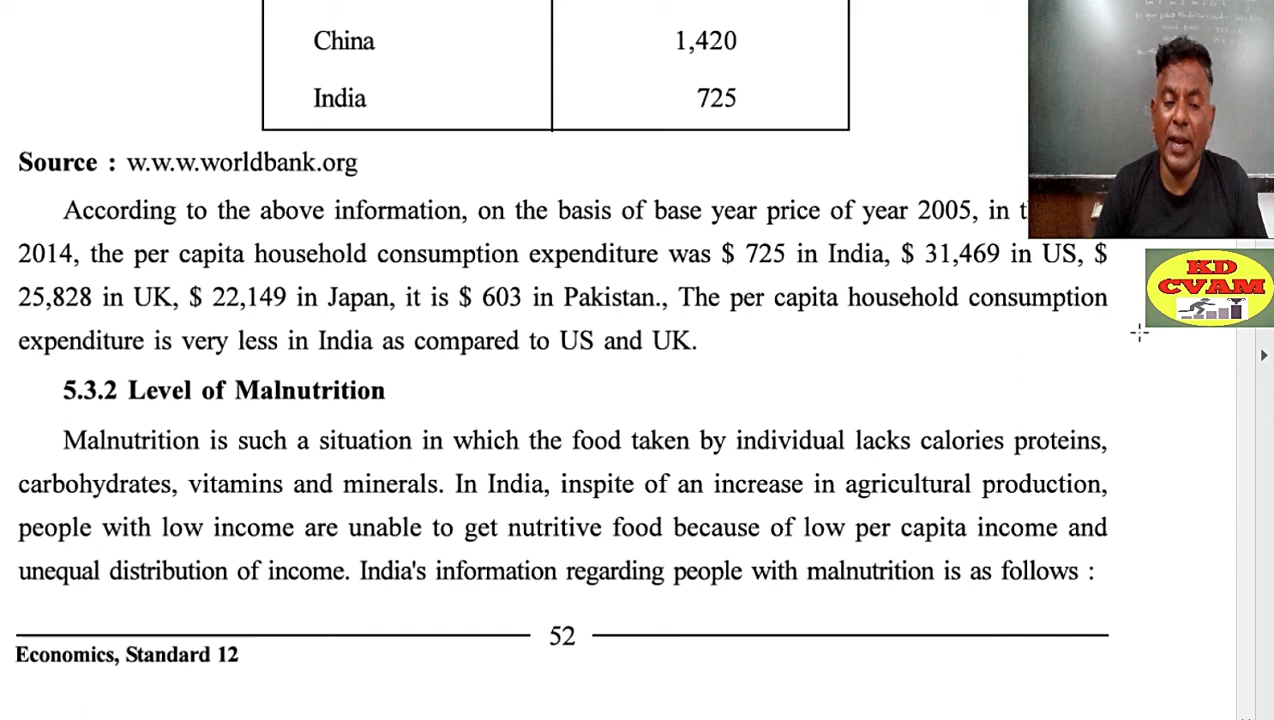 China 1,420
India 725
Source : w.w.w.worldbank.org
According to the above information, on the basis of base year price of year 2005, in t
2014, the per capita household consumption expenditure was $ 725 in India, $ 31,469 in US, $
25,828 in UK, $ 22,149 in Japan, it is $ 603 in Pakistan., The per capita household consumption
expenditure is very less in India as compared to US and UK.
5.3.2 Level of Malnutrition
Malnutrition is such a situation in which the food taken by individual lacks calories proteins,
carbohydrates, vitamins and minerals. In India, inspite of an increase in agricultural production,
people with low income are unable to get nutritive food because of low per capita income and
unequal distribution of income. India's information regarding people with malnutrition is as follows :
52
Economics, Standard 12
KD
CVAM